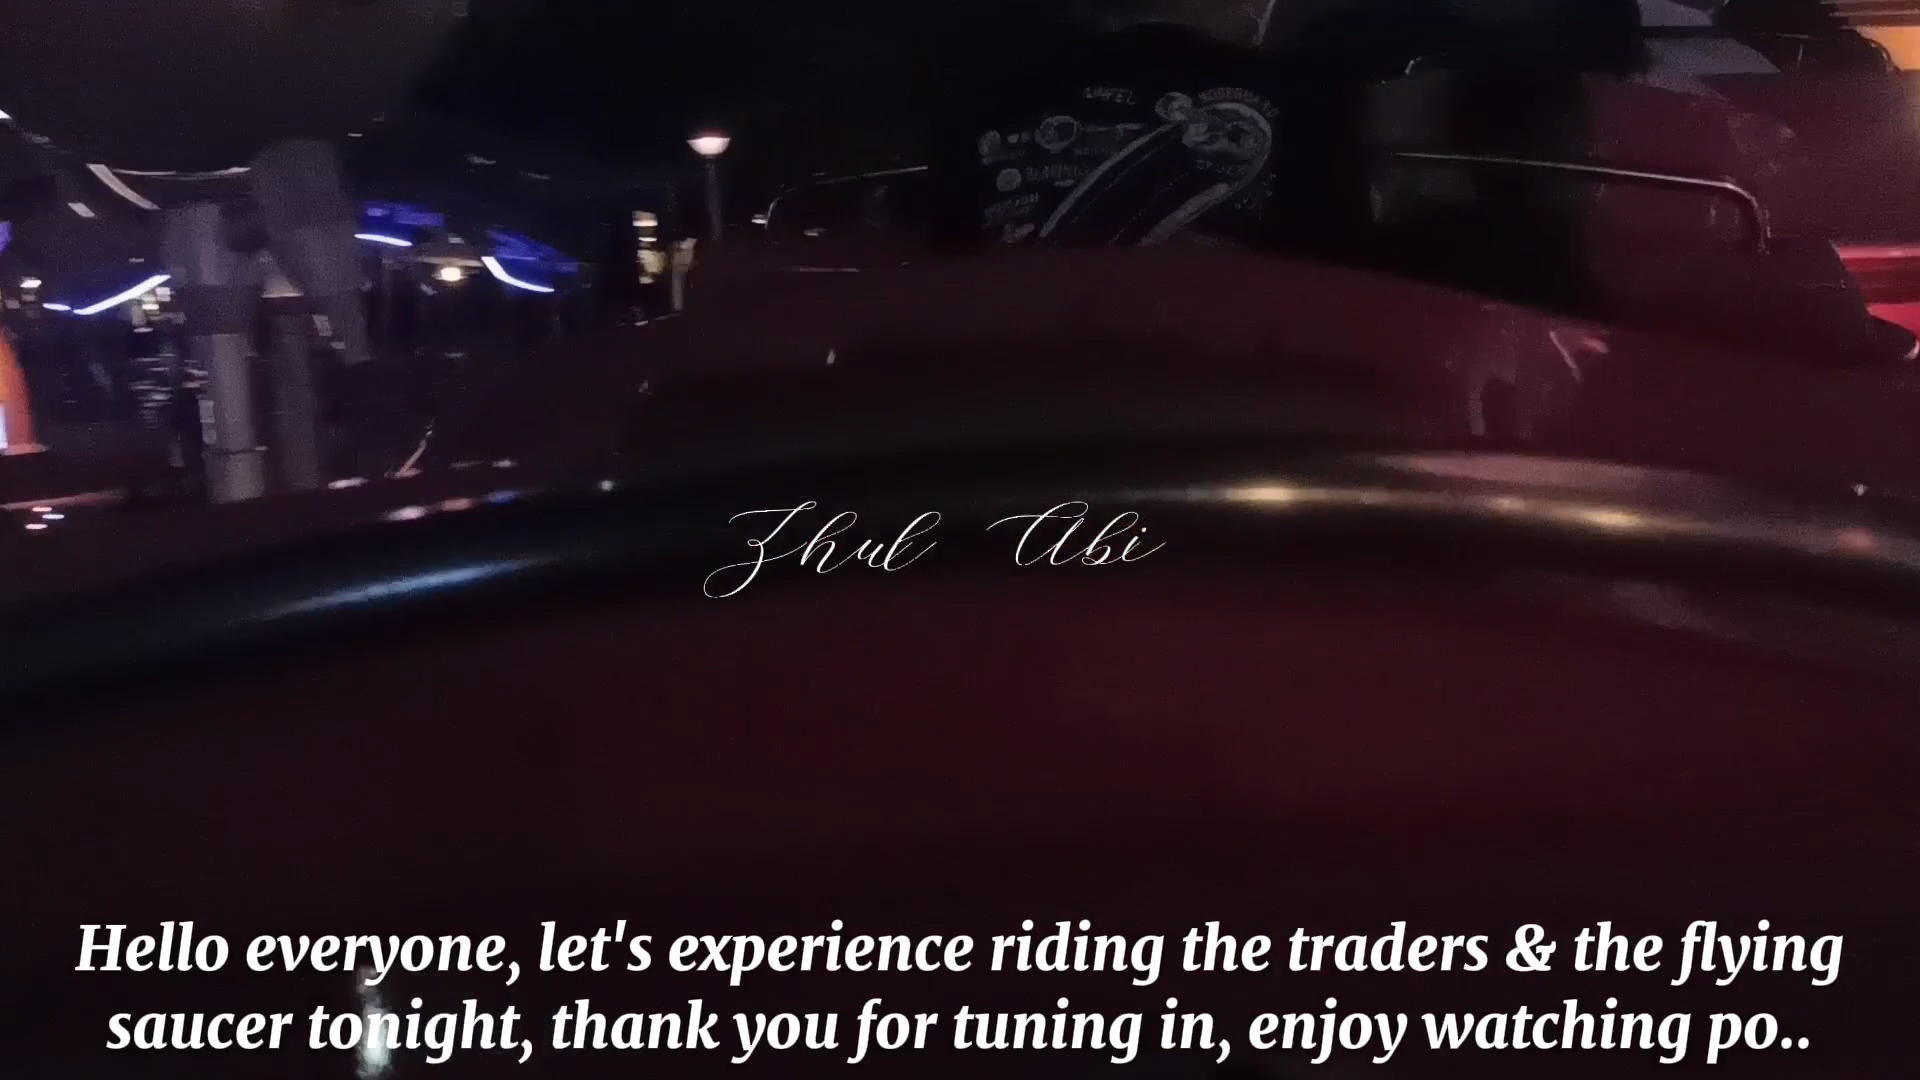 Zhul Abi
Hello everyone, let's experience riding the traders & the flying
saucer tonight, thank you for tuning in, enjoy watching po..